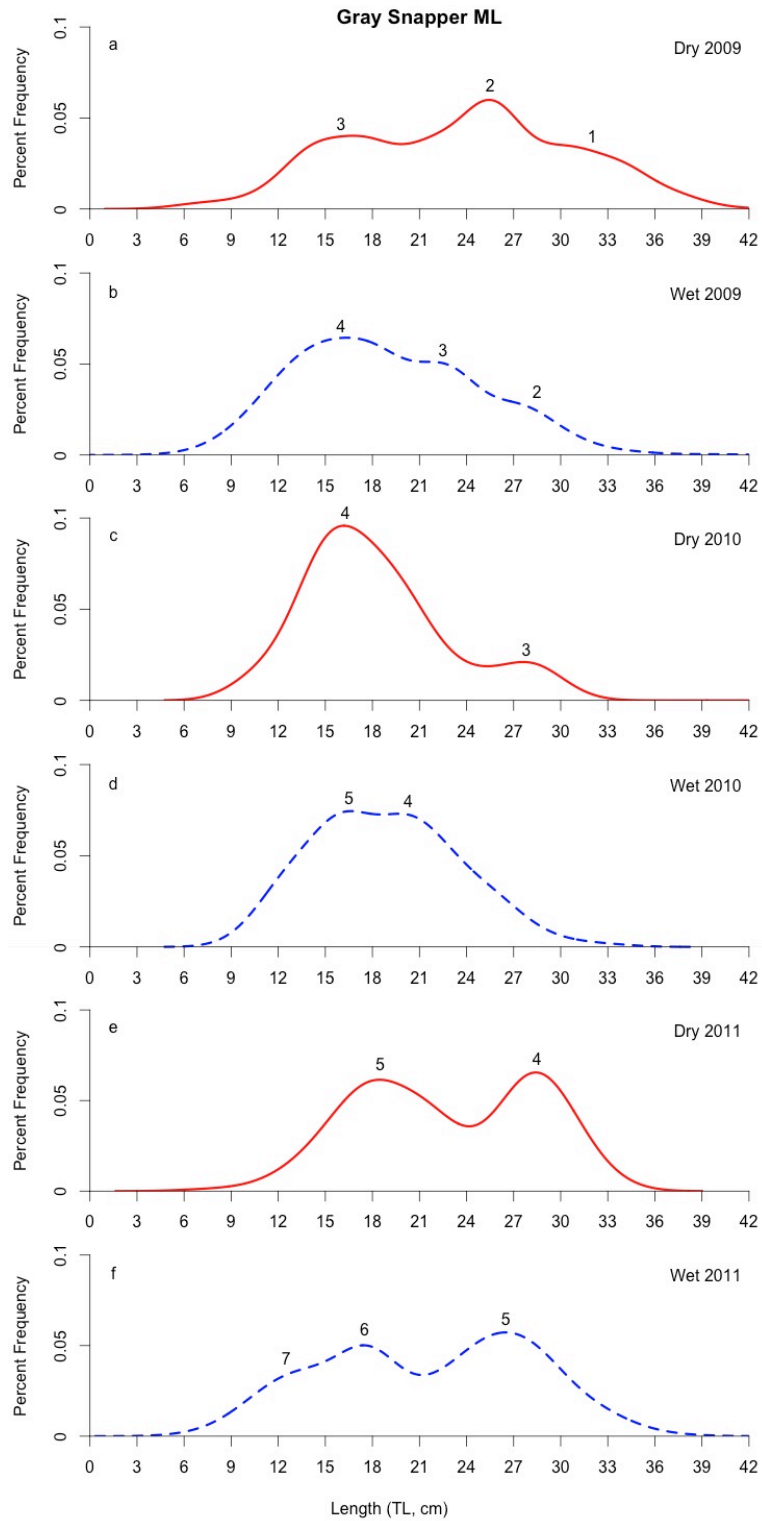 Gray Snapper ML
a
Dry 2009
Percent Frequency
0 0.05 0.1
3 2 1
0 3 6 9 12 15 18 21 24 27 30 33 36 39 42
b
Wet 2009
Percent Frequency
0 0.05 0.1
4 3 2
0 3 6 9 12 15 18 21 24 27 30 33 36 39 42
c
Dry 2010
Percent Frequency
0 0.05 0.1
4 3
0 3 6 9 12 15 18 21 24 27 30 33 36 39 42
d
Wet 2010
Percent Frequency
0 0.05 0.1
5 4
0 3 6 9 12 15 18 21 24 27 30 33 36 39 42
e
Dry 2011
Percent Frequency
0 0.05 0.1
5 4
0 3 6 9 12 15 18 21 24 27 30 33 36 39 42
f
Wet 2011
Percent Frequency
0 0.05 0.1
7 6 5
0 3 6 9 12 15 18 21 24 27 30 33 36 39 42
Length (TL, cm)